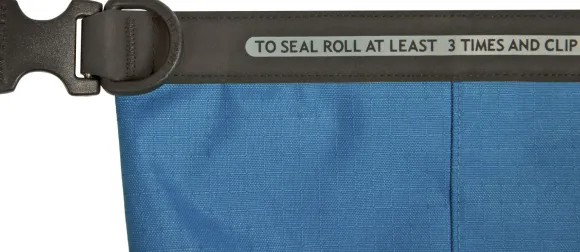 TO SEAL ROLL AT LEAST 3 TIMES AND CLIP